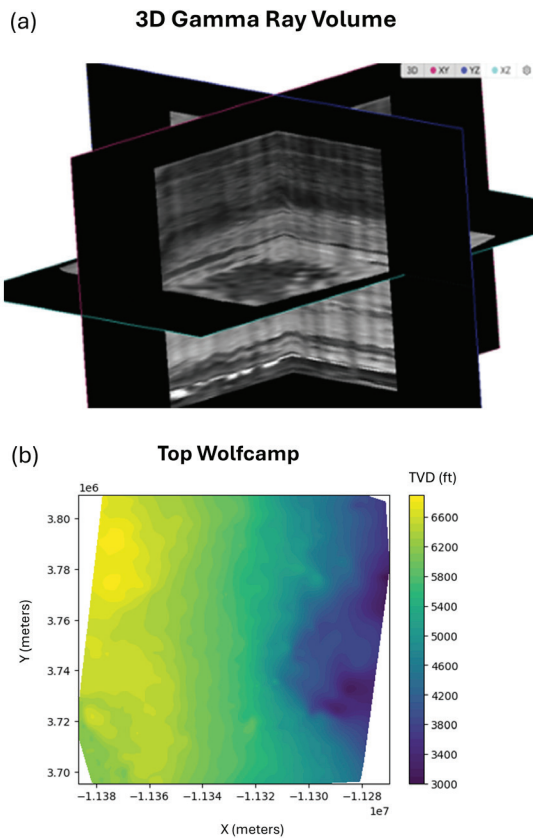 (a)
3D Gamma Ray Volume
3D XY YZ XZ
(b)
Top Wolfcamp
TVD (ft)
1e6
3.80
3.78
3.76
3.74
3.72
3.70
Y (meters)
6600
6200
5800
5400
5000
4600
4200
3800
3400
3000
−1.138 −1.136 −1.134 −1.132 −1.130 −1.128
1e7
X (meters)